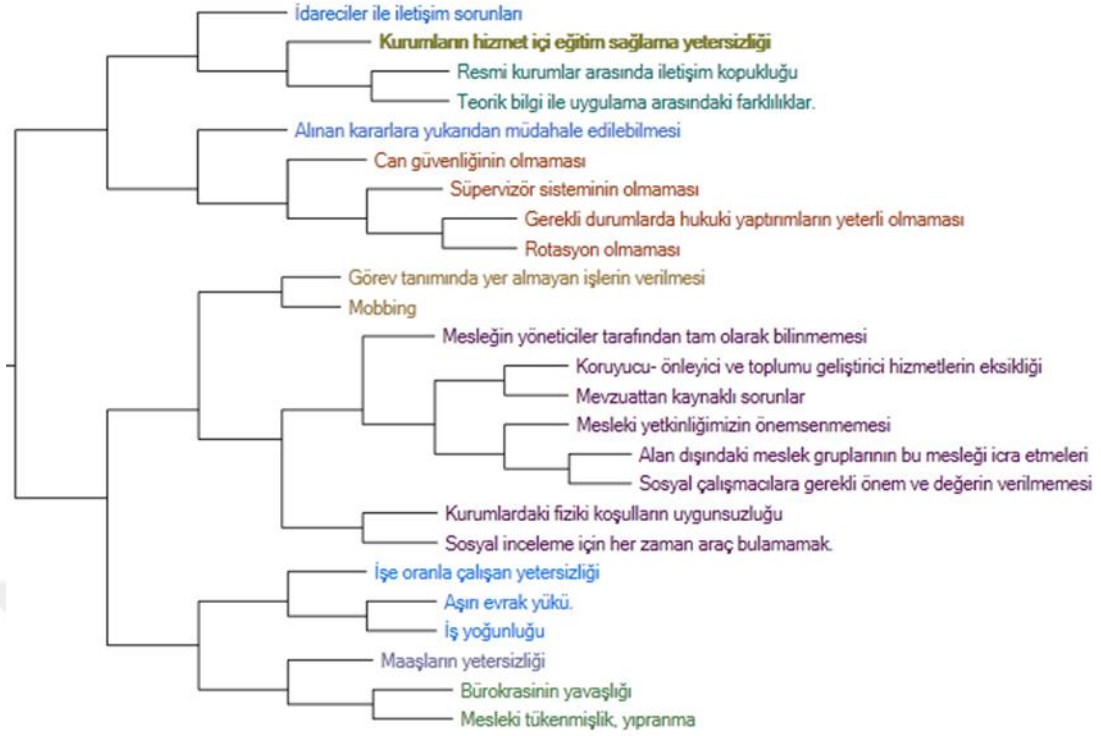 İdareciler ile iletişim sorunları
Kurumların hizmet içi eğitim sağlama yetersizliği
Resmi kurumlar arasında iletişim kopukluğu
Teorik bilgi ile uygulama arasındaki farklılıklar.
Alınan kararlara yukarıdan müdahale edilebilmesi
Can güvenliğinin olmaması
Süpervizör sisteminin olmaması
Gerekli durumlarda hukuki yaptırımların yeterli olmaması
Rotasyon olmaması
Görev tanımında yer almayan işlerin verilmesi
Mobbing
Mesleğin yöneticiler tarafından tam olarak bilinmemesi
Koruyucu- önleyici ve toplumu geliştirici hizmetlerin eksikliği
Mevzuattan kaynaklı sorunlar
Mesleki yetkinliğimizin önemsenmemesi
Alan dışındaki meslek gruplarının bu mesleği icra etmeleri
Sosyal çalışmacılara gerekli önem ve değerin verilmemesi
Kurumlardaki fiziki koşulların uygunsuzluğu
Sosyal inceleme için her zaman araç bulamamak.
İşe oranla çalışan yetersizliği
Aşırı evrak yükü.
İş yoğunluğu
Maaşların yetersizliği
Bürokrasinin yavaşlığı
Mesleki tükenmişlik, yıpranma